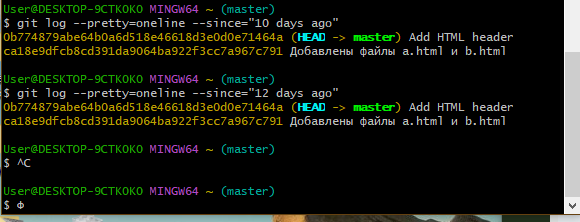 User@DESKTOP-9CTKOKO MINGW64 ~ (master)
$ git log --pretty=oneline --since="10 days ago"
0b774879abe64b0a6d518e46618d3e0d0e71464a (HEAD -> master) Add HTML header
ca18e9dfcb8cd391da9064ba922f3cc7a967c791 Добавлены файлы a.html и b.html
User@DESKTOP-9CTKOKO MINGW64 ~ (master)
$ git log --pretty=oneline --since="12 days ago"
0b774879abe64b0a6d518e46618d3e0d0e71464a (HEAD -> master) Add HTML header
ca18e9dfcb8cd391da9064ba922f3cc7a967c791 Добавлены файлы a.html и b.html
User@DESKTOP-9CTKOKO MINGW64 ~ (master)
$ ^C
User@DESKTOP-9CTKOKO MINGW64 ~ (master)
$ ф